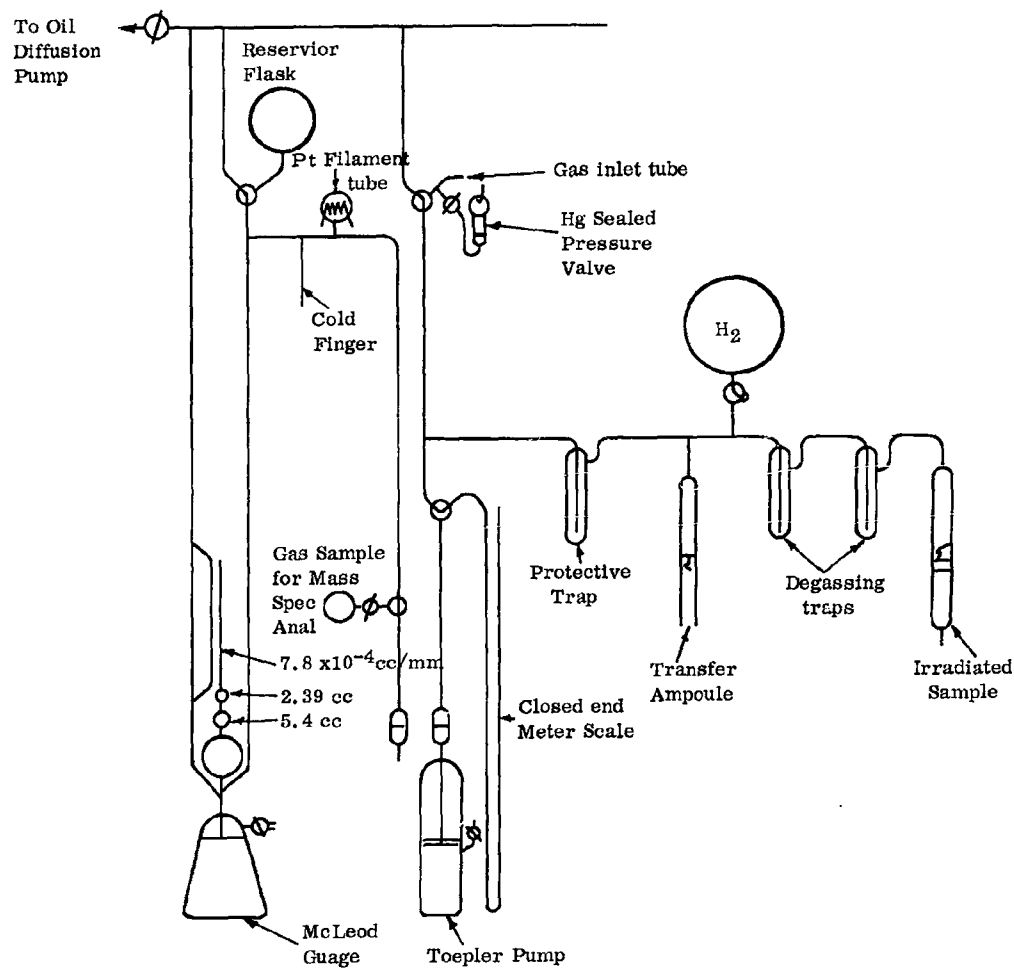 To Oil
Diffusion
Pump
Reservior
Flask
Pt Filament
tube
Gas inlet tube
Hg Sealed
Pressure
Valve
Cold
Finger
H2
Gas Sample
for Mass
Spec
Anal
7.8 x10-4cc/mm
2.39 cc
5.4 cc
Closed end
Meter Scale
Protective
Trap
Transfer
Ampoule
Degassing
traps
Irradiated
Sample
McLeod
Guage
Toepler Pump